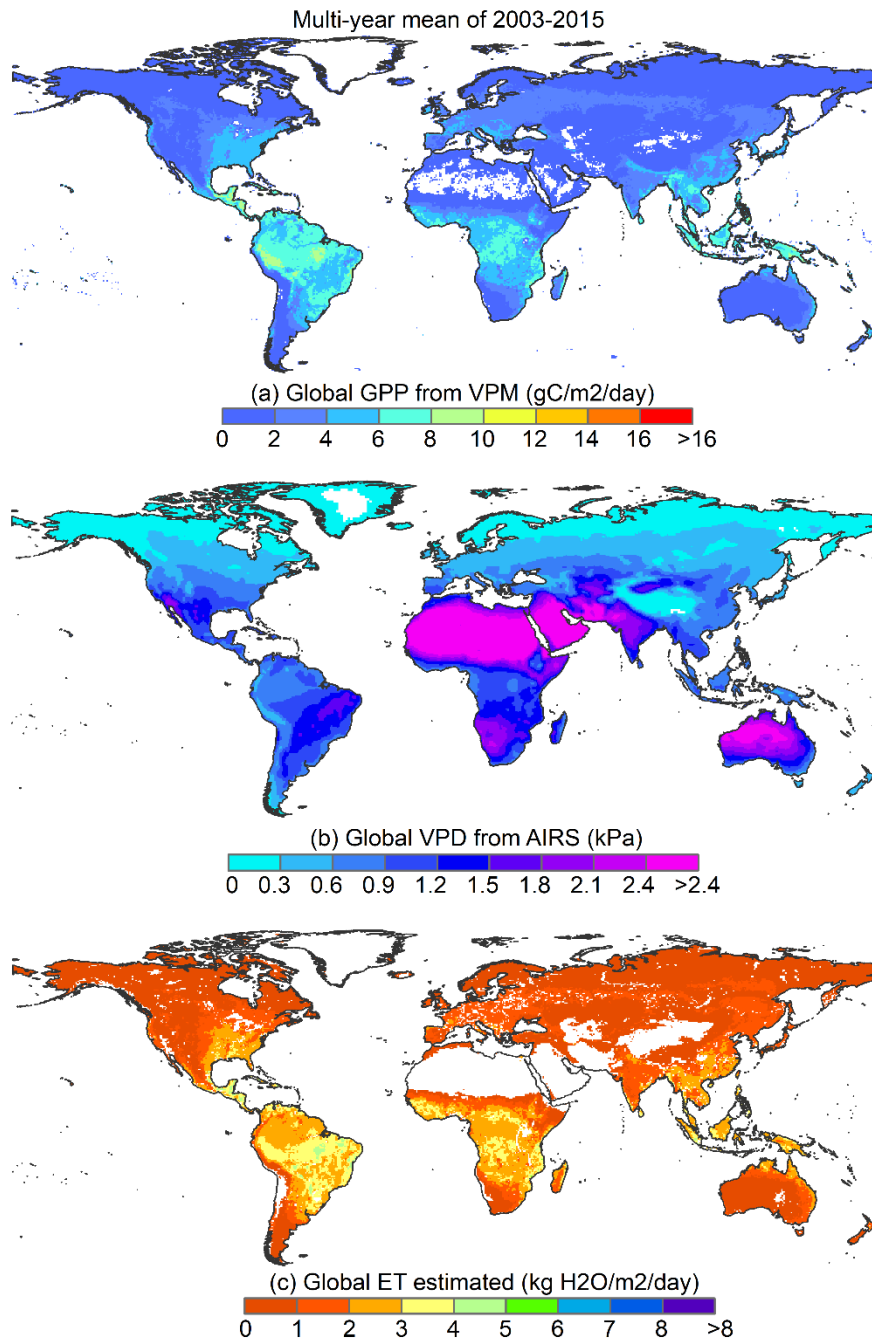 Multi-year mean of 2003-2015
(a) Global GPP from VPM (gC/m2/day)
0 2 4 6 8 10 12 14 16 >16
(b) Global VPD from AIRS (kPa)
0 0.3 0.6 0.9 1.2 1.5 1.8 2.1 2.4 >2.4
(c) Global ET estimated (kg H2O/m2/day)
0 1 2 3 4 5 6 7 8 >8